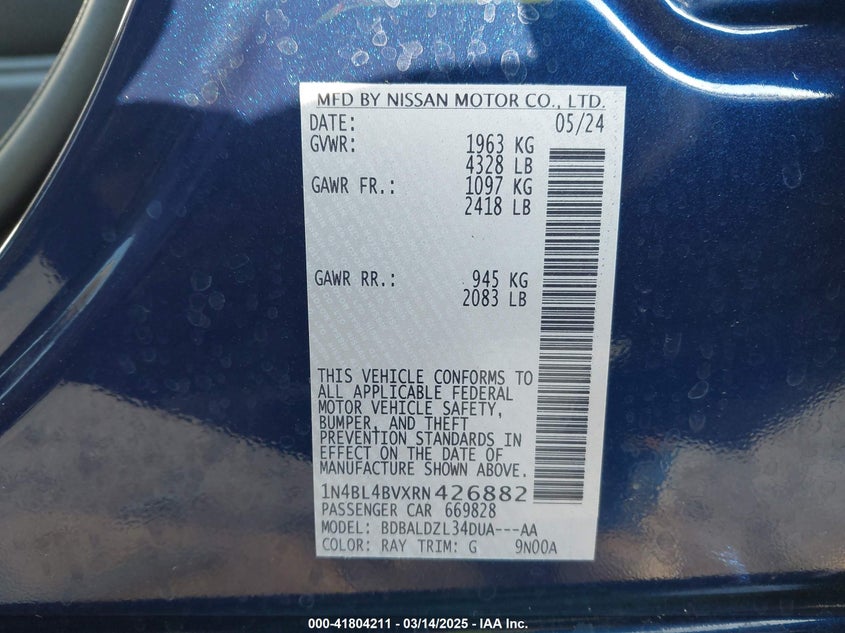 MFD BY NISSAN MOTOR CO., LTD.
DATE: 05/24
GVWR: 1963 KG
4328 LB
GAWR FR.: 1097 KG
2418 LB
GAWR RR.: 945 KG
2083 LB
THIS VEHICLE CONFORMS TO
ALL APPLICABLE FEDERAL
MOTOR VEHICLE SAFETY,
BUMPER, AND THEFT
PREVENTION STANDARDS IN
EFFECT ON THE DATE OF
MANUFACTURE SHOWN ABOVE.
1N4BL4BVXRN426882
PASSENGER CAR 669828
MODEL: BDBALDZL34DUA---AA
COLOR: RAY TRIM: G 9N00A
000-41804211 - 03/14/2025 - IAA Inc.